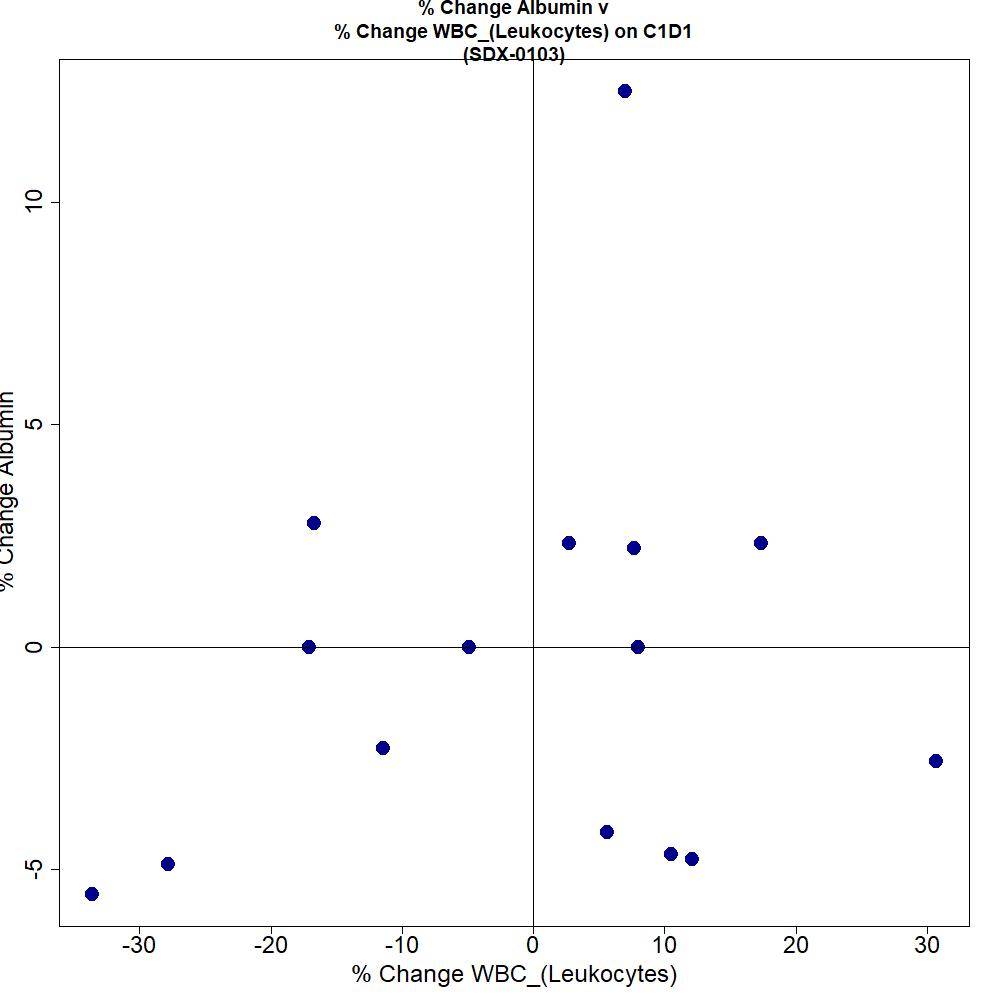 % Change Albumin v
% Change WBC_(Leukocytes) on C1D1
(SDX-0103)
10
5
0
-5
% Change Albumin
-30
-20
-10
0
10
20
30
% Change WBC_(Leukocytes)